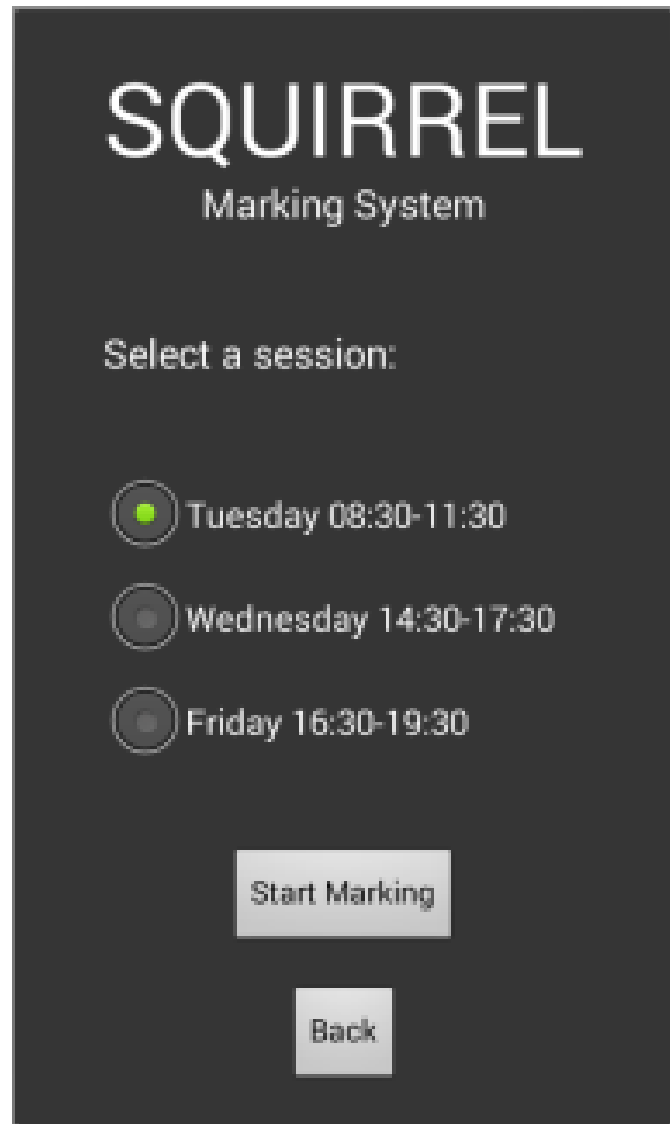 SQUIRREL
Marking System
Select a session:
Tuesday 08:30-11:30
Wednesday 14:30-17:30
Friday 16:30-19:30
Start Marking
Back